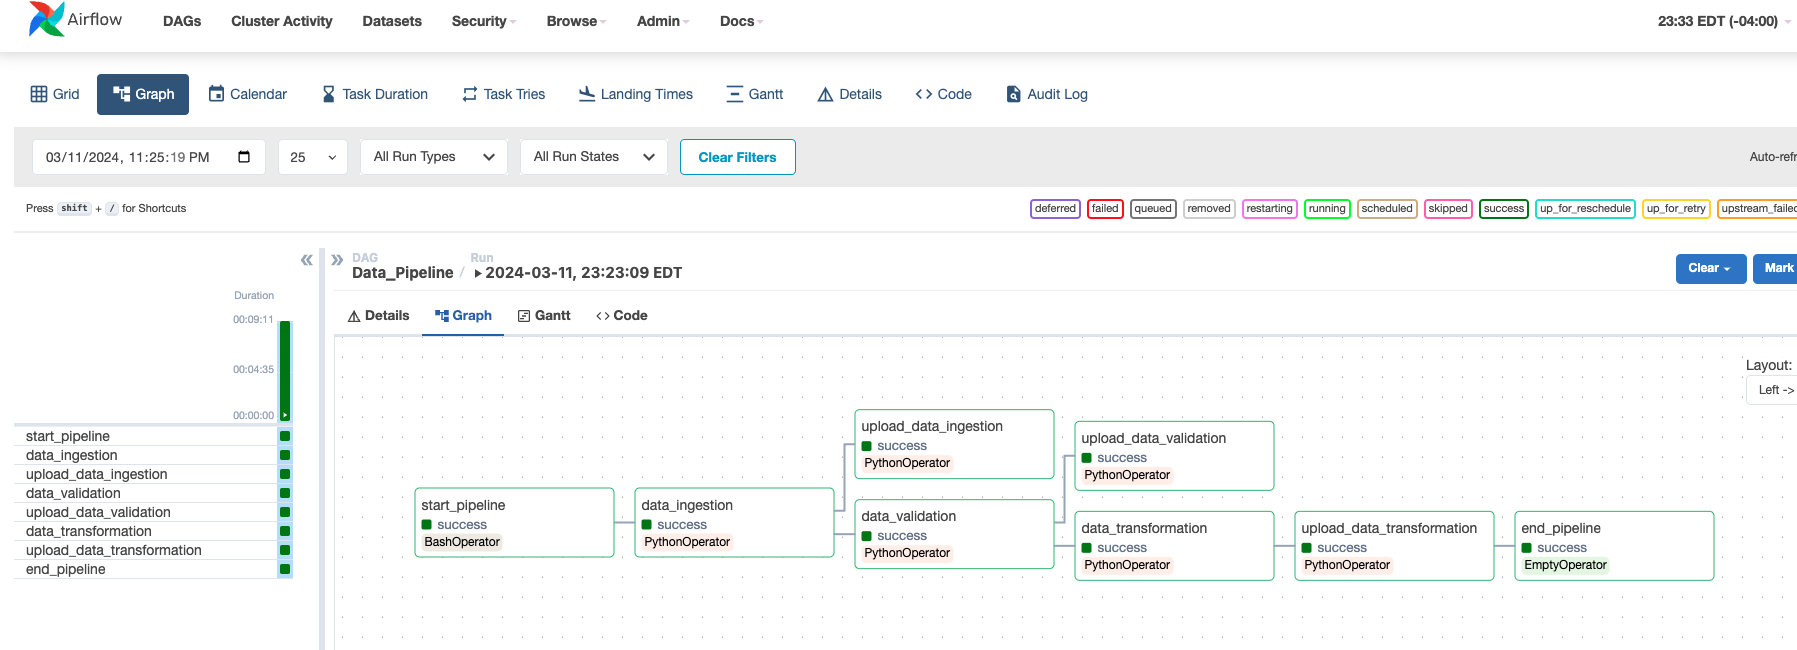 Airflow DAGs Cluster Activity Datasets Security Browse Admin Docs 23:33 EDT (-04:00)
Grid Graph Calendar Task Duration Task Tries Landing Times Gantt Details Code Audit Log
03/11/2024, 11:25:19 PM 25 All Run Types All Run States Clear Filters Auto-refr
Press shift + / for Shortcuts deferred failed queued removed restarting running scheduled skipped success up_for_reschedule up_for_retry upstream_failed
DAG Run
Data_Pipeline / 2024-03-11, 23:23:09 EDT Clear Mark
Duration
00:09:11
00:04:35
00:00:00
start_pipeline
data_ingestion
upload_data_ingestion
data_validation
upload_data_validation
data_transformation
upload_data_transformation
end_pipeline
Details Graph Gantt Code
Layout:
Left ->
start_pipeline
success
BashOperator
data_ingestion
success
PythonOperator
upload_data_ingestion
success
PythonOperator
data_validation
success
PythonOperator
upload_data_validation
success
PythonOperator
data_transformation
success
PythonOperator
upload_data_transformation
success
PythonOperator
end_pipeline
success
EmptyOperator